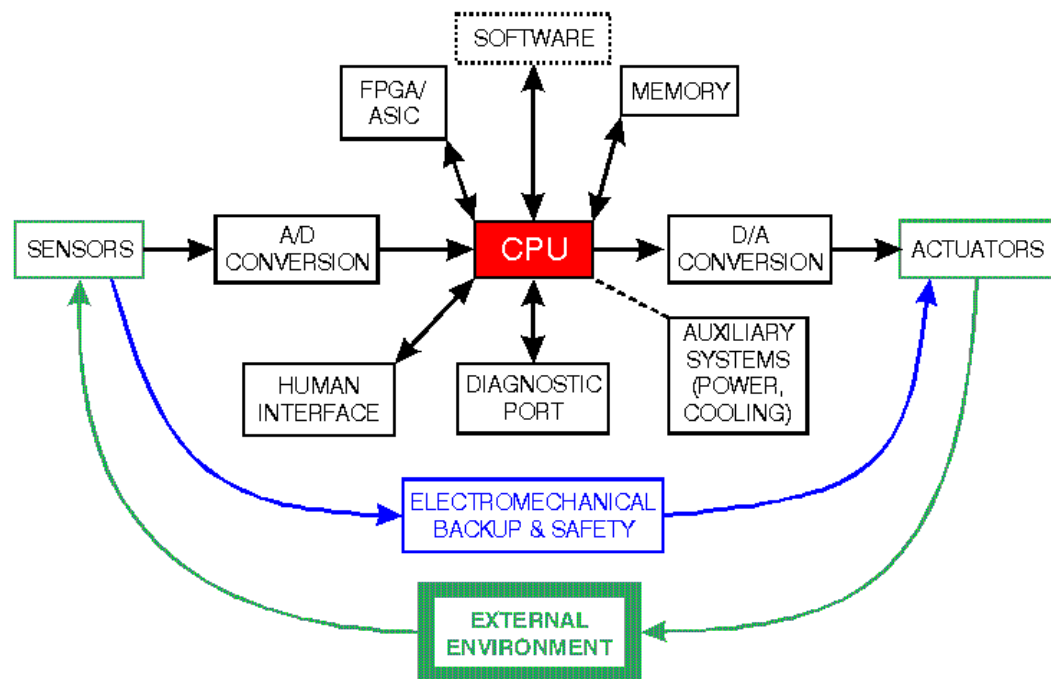 SOFTWARE
FPGA/
ASIC
MEMORY
SENSORS
A/D
CONVERSION
CPU
D/A
CONVERSION
ACTUATORS
HUMAN
INTERFACE
DIAGNOSTIC
PORT
AUXILIARY
SYSTEMS
(POWER,
COOLING)
ELECTROMECHANICAL
BACKUP & SAFETY
EXTERNAL
ENVIRONMENT